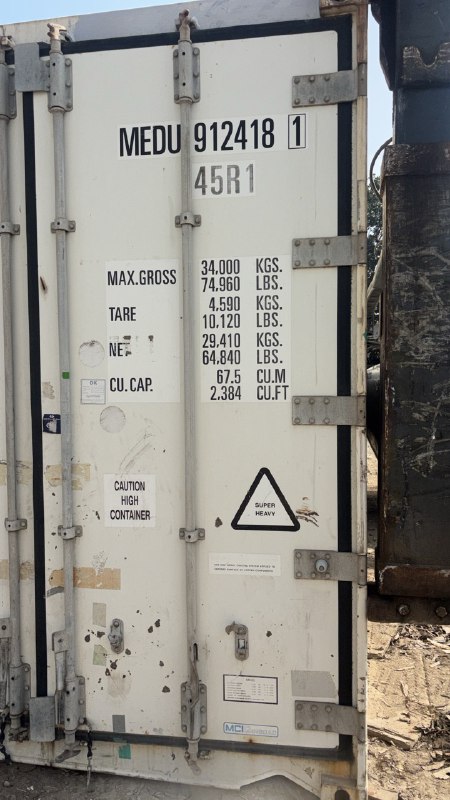 MEDU 912418 1
45R1
MAX.GROSS 34.000 KGS.
74.960 LBS.
TARE 4.590 KGS.
10.120 LBS.
NET 29.410 KGS.
64.840 LBS.
CU.CAP. 67.5 CU.M
2.384 CU.FT
OK
CAUTION
HIGH
CONTAINER
SUPER
HEAVY
MCI